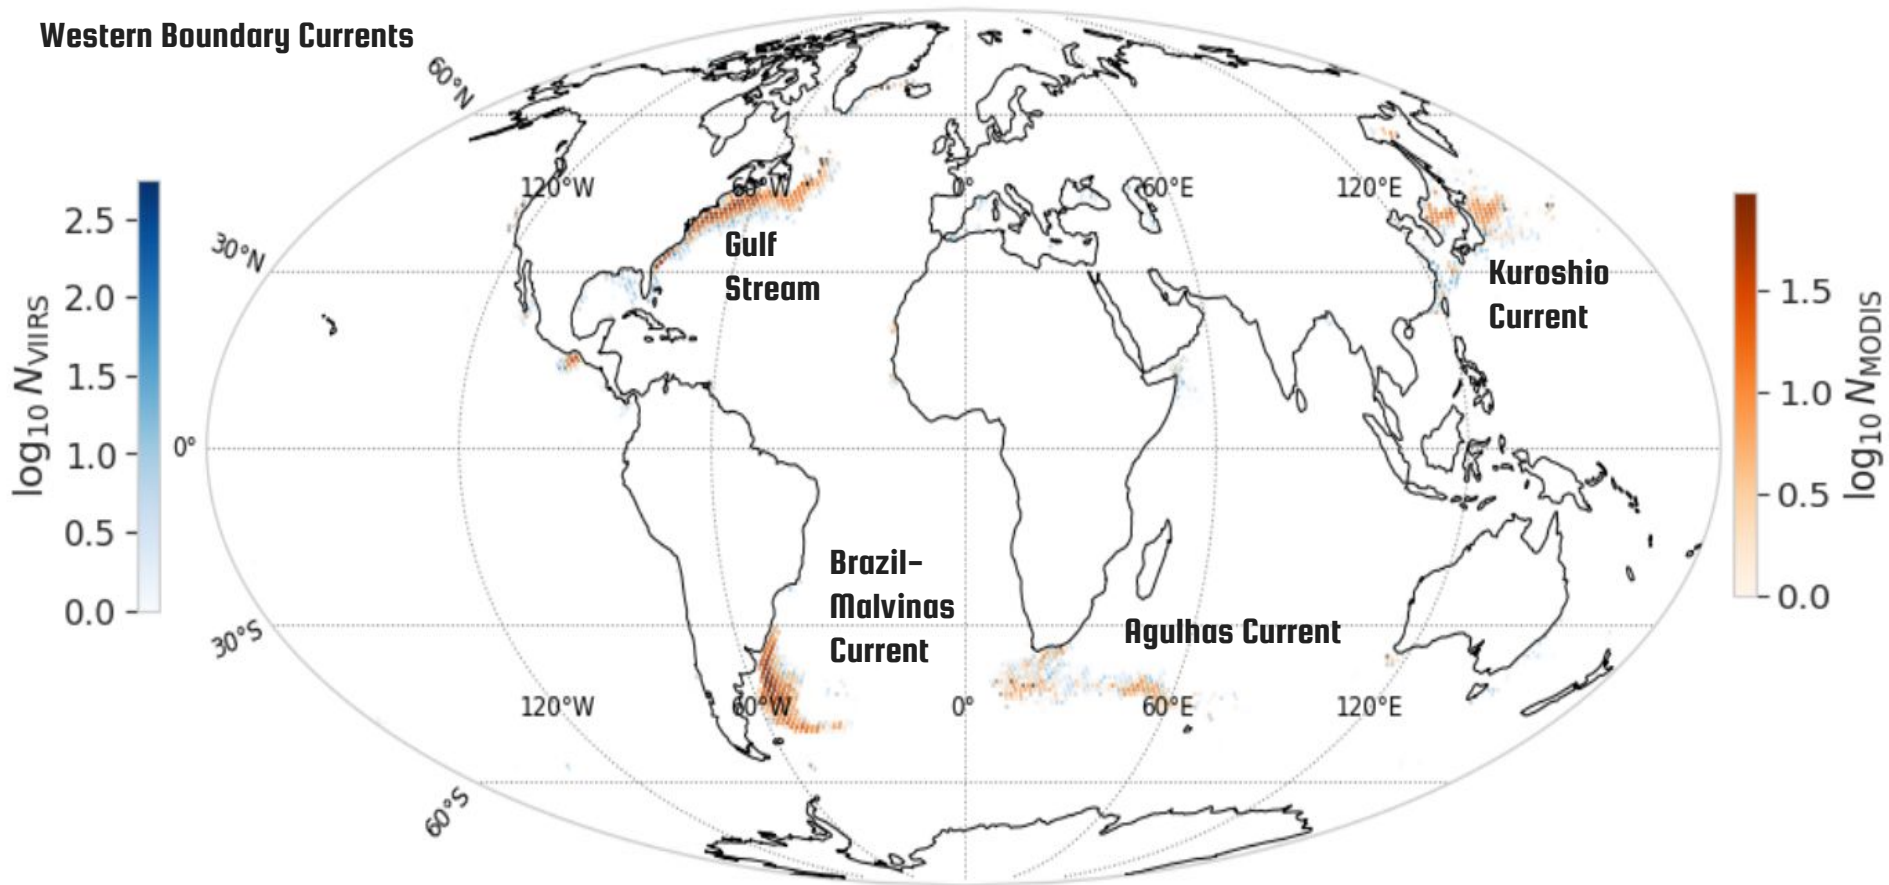 Western Boundary Currents
60°N
120°W
60°W
0°
60°E
120°E
2.5
2.0
1.5
1.0
0.5
0.0
log10 NVIIRS
30°N
Gulf
Stream
Kuroshio
Current
1.5
1.0
0.5
0.0
log10 NMODIS
0°
Brazil-
Malvinas
Current
Agulhas Current
30°S
120°W
60°W
0°
60°E
120°E
60°S